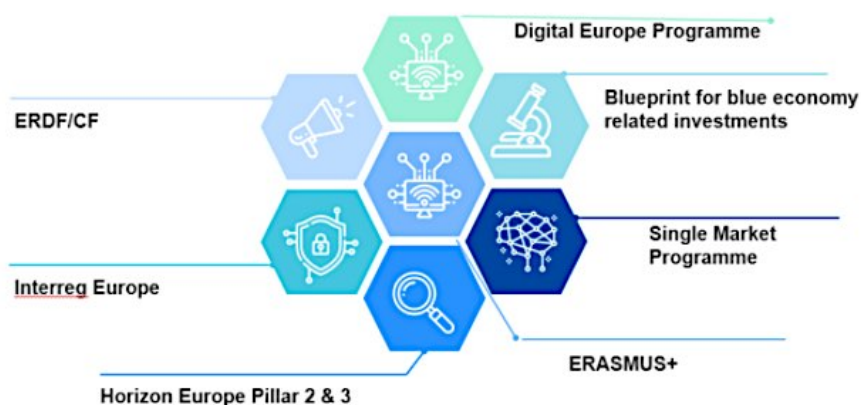 Digital Europe Programme
ERDF/CF
Blueprint for blue economy
related investments
Single Market
Programme
Interreg Europe
ERASMUS+
Horizon Europe Pillar 2 & 3